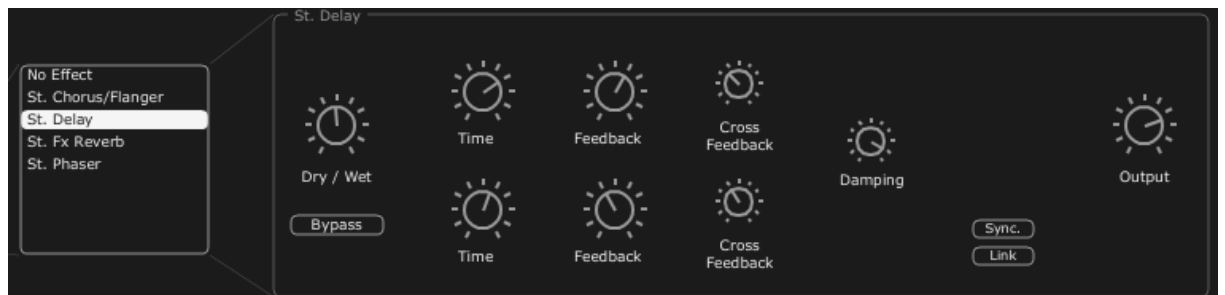 St. Delay
No Effect
St. Chorus/Flanger
St. Delay
St. Fx Reverb
St. Phaser
Dry / Wet
Bypass
Time
Feedback
Cross
Feedback
Time
Feedback
Cross
Feedback
Damping
Sync.
Link
Output